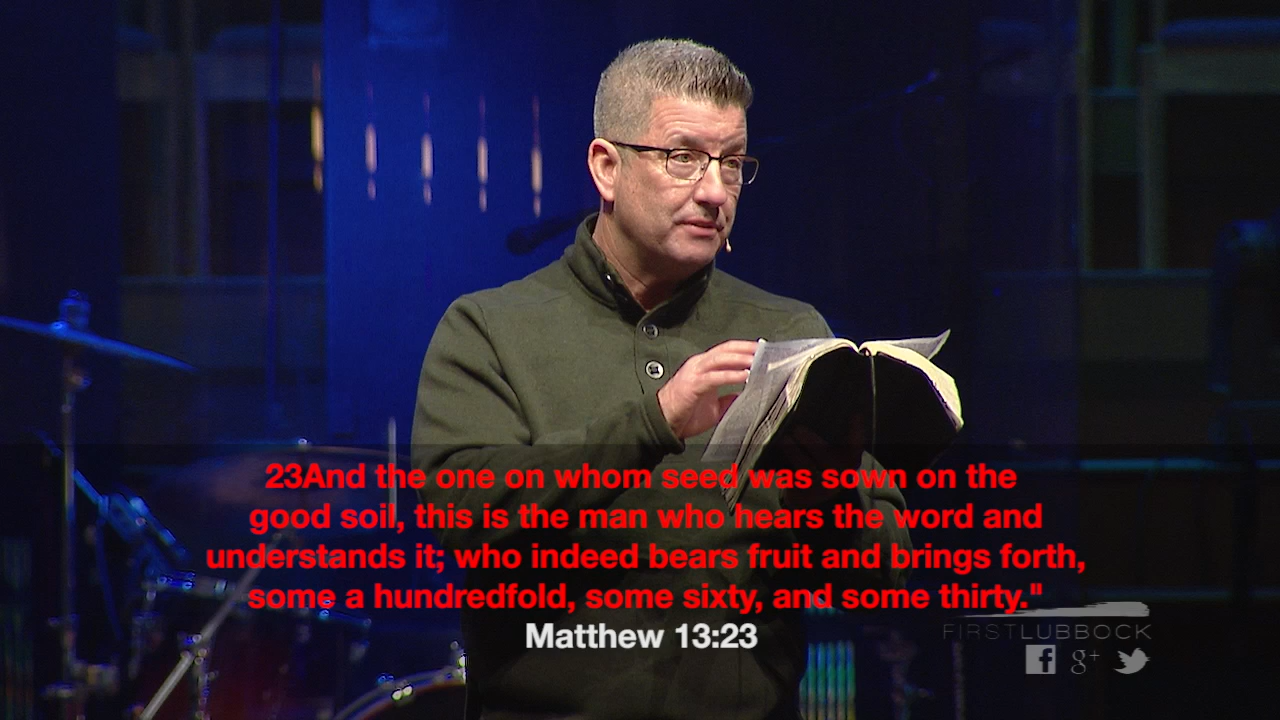 23And the one on whom seed was sown on the
good soil, this is the man who hears the word and
understands it; who indeed bears fruit and brings forth,
some a hundredfold, some sixty, and some thirty."
Matthew 13:23
FIRSTLUBBOCK
f g+